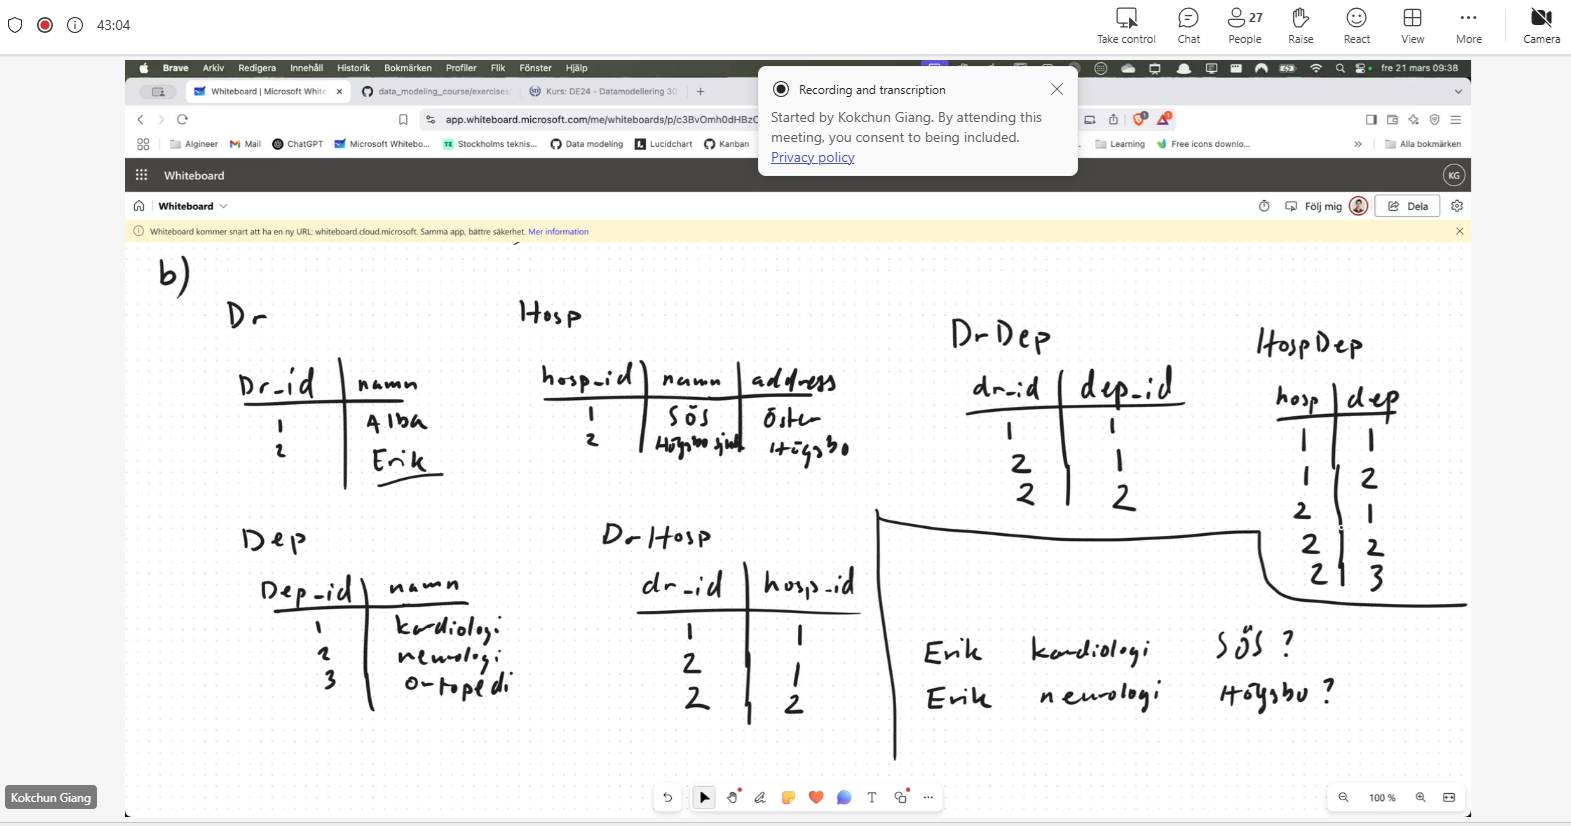 43:04
Take control
Chat
27
People
Raise
React
View
More
Camera
Brave Arkiv Redigera Innehåll Historik Bokmärken Profiler Flik Fönster Hjälp
fre 21 mars 09:38
Whiteboard | Microsoft White
data_modeling_course/exercises
Kurs: DE24 - Datamodellering 30
app.whiteboard.microsoft.com/me/whiteboards/p/c3BvOmh0dHBzO
AIgineer Mail ChatGPT Microsoft Whitebo... Stockholms teknis... Data modeling Lucidchart Kanban
Learning Free icons downlo... » Alla bokmärken
Recording and transcription
Started by Kokchun Giang. By attending this
meeting, you consent to being included.
Privacy policy
Whiteboard
KG
Whiteboard
Följ mig
Dela
Whiteboard kommer snart att ha en ny URL: whiteboard.cloud.microsoft. Samma app, bättre säkerhet. Mer information
b)
Dr
Dr_id namn
1 Alba
2 Erik
Hosp
hosp_id namn address
1 SÖS Öster
2 Högsbo Högsbo
DrDep
dr_id dep_id
1 1
2 1
2 2
HospDep
hosp dep
1 1
1 2
2 1
2 2
2 3
Dep
Dep_id namn
1 kardiologi
2 neurologi
3 ortopedi
DrHosp
dr_id hosp_id
1 1
2 1
2 2
Erik kardiologi SÖS ?
Erik neurologi Högsbo ?
Kokchun Giang
T
100 %